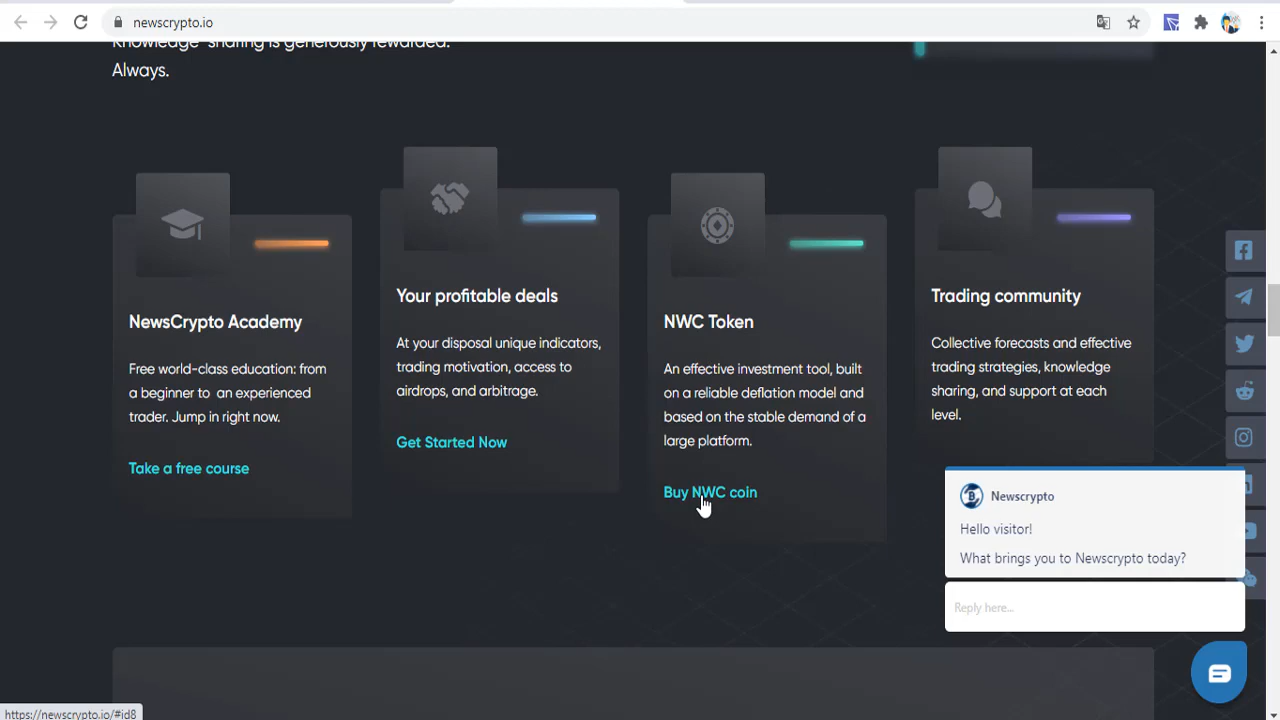 newscrypto.io
Knowledge-sharing is generously rewarded.
Always.
NewsCrypto Academy
Free world-class education: from
a beginner to an experienced
trader. Jump in right now.
Take a free course
Your profitable deals
At your disposal unique indicators,
trading motivation, access to
airdrops, and arbitrage.
Get Started Now
NWC Token
An effective investment tool, built
on a reliable deflation model and
based on the stable demand of a
large platform.
Buy NWC coin
Trading community
Collective forecasts and effective
trading strategies, knowledge
sharing, and support at each
level.
Newscrypto
Hello visitor!
What brings you to Newscrypto today?
Reply here...
https://newscrypto.io/#id8